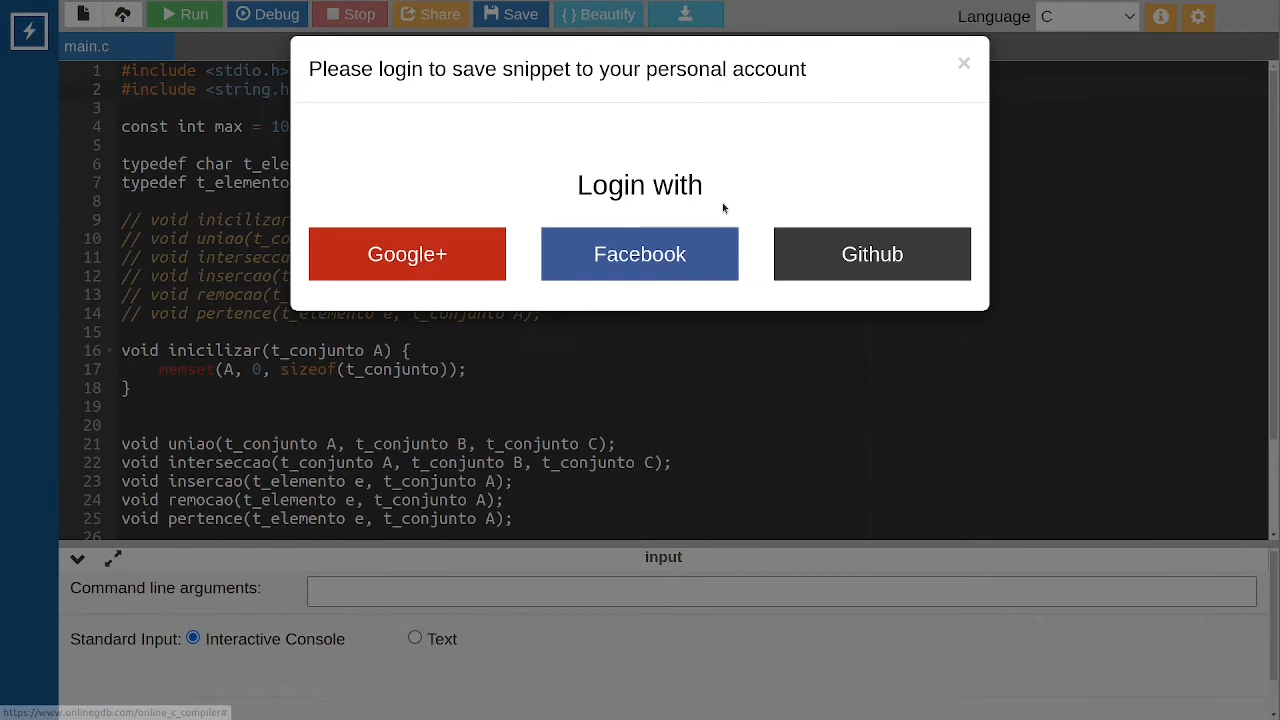 Run Debug Stop Share Save { } Beautify Language C
main.c
Please login to save snippet to your personal account ×
Login with
Google+ Facebook Github
1 #include <stdio.h>
2 #include <string.h
3
4 const int max = 10
5
6 typedef char t_ele
7 typedef t_elemento
8
9 // void inicilizar
10 // void uniao(t_co
11 // void intersecca
12 // void insercao(t
13 // void remocao(t_
14 // void pertence(t_elemento e, t_conjunto A);
15
16 void inicilizar(t_conjunto A) {
17 memset(A, 0, sizeof(t_conjunto));
18 }
19
20
21 void uniao(t_conjunto A, t_conjunto B, t_conjunto C);
22 void interseccao(t_conjunto A, t_conjunto B, t_conjunto C);
23 void insercao(t_elemento e, t_conjunto A);
24 void remocao(t_elemento e, t_conjunto A);
25 void pertence(t_elemento e, t_conjunto A);
26
input
Command line arguments:
Standard Input: Interactive Console Text
https://www.onlinegdb.com/online_c_compiler#